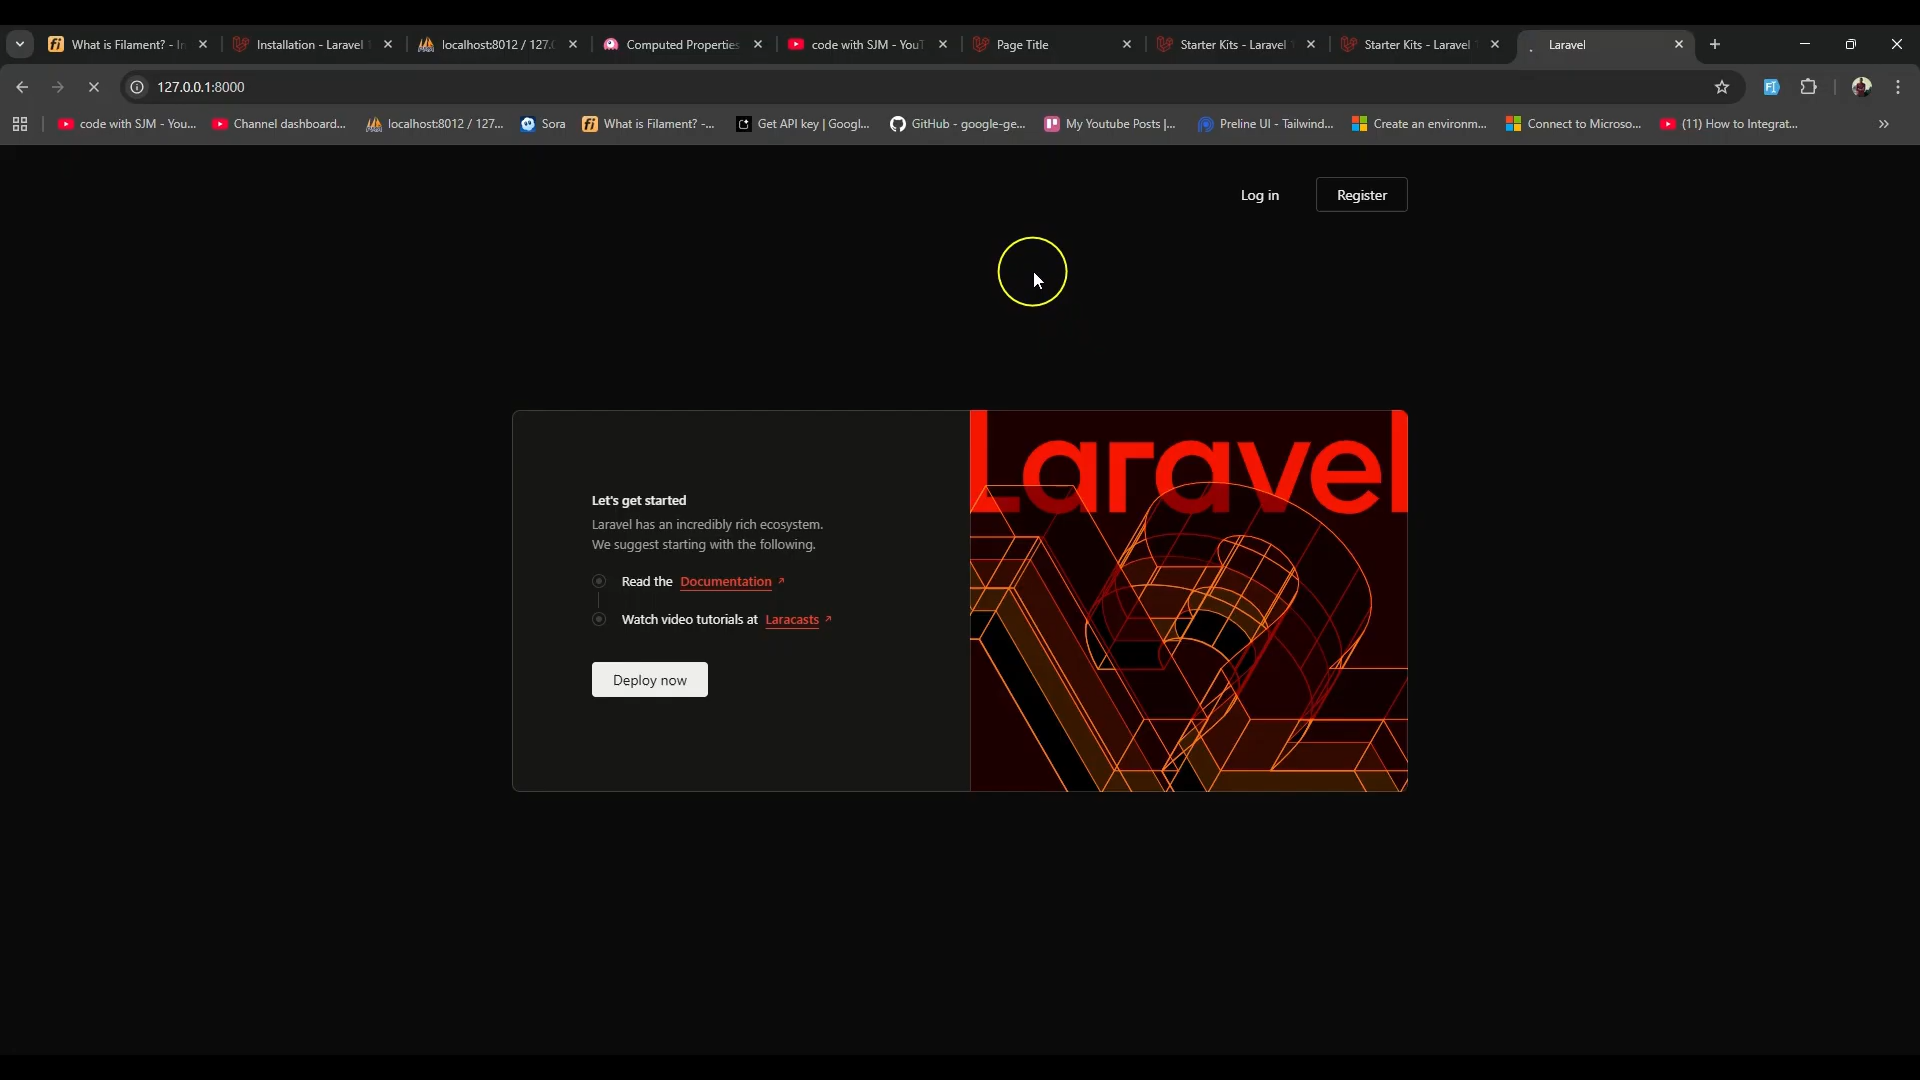 What is Filament? - In
Installation - Laravel 1
localhost:8012 / 127.0
Computed Properties
code with SJM - YouT
Page Title
Starter Kits - Laravel 1
Starter Kits - Laravel
Laravel
127.0.0.1:8000
code with SJM - You...
Channel dashboard...
localhost:8012 / 127...
Sora
What is Filament? -...
Get API key | Googl...
GitHub - google-ge...
My Youtube Posts |...
Preline UI - Tailwind...
Create an environm...
Connect to Microso...
(11) How to Integrat...
Log in
Register
Let's get started
Laravel has an incredibly rich ecosystem.
We suggest starting with the following.
Read the Documentation
Watch video tutorials at Laracasts
Deploy now
Laravel